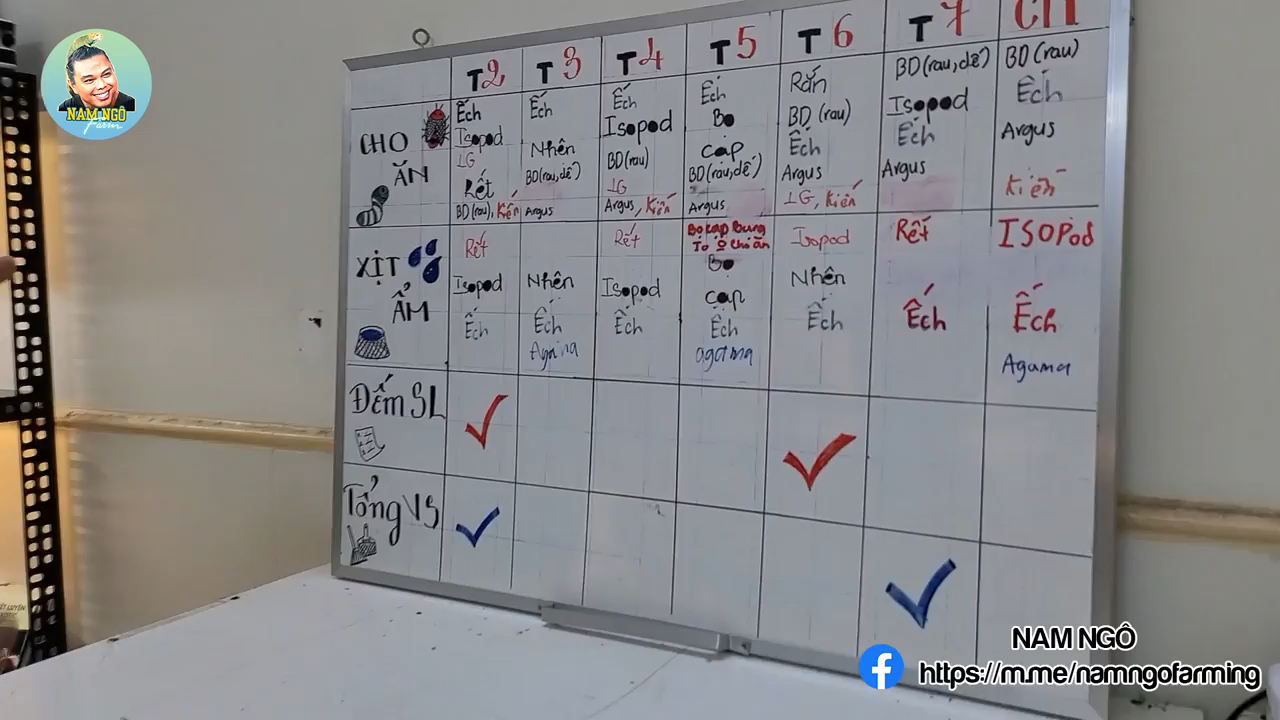 NAM NGÔ
Farm
T2 T3 T4 T5 T6 T7 CN
CHO ĂN
Ếch
Isopod
LG
Rết
BD(rau), Kiến
Ếch
Nhện
BD(rau,dế)
Argus
Ếch
Isopod
BD(rau)
LG
Argus, Kiến
Ếch
Bọ
cạp
BD(rau,dế)
Argus
Rắn
BD (rau)
Ếch
Argus
LG, Kiến
BD(rau,dế)
Isopod
Ếch
Argus
BD(rau)
Ếch
Argus
Kiến
XỊT ẨM
Rết
Isopod
Ếch
Nhện
Ếch
Rết
Isopod
Ếch
Bọ cạp Bung
Bọ
cạp
Ếch
agama
Isopod
Nhện
Ếch
Rết
Ếch
ISOPod
Ếch
Agama
Đếm SL
Tổng VS
NAM NGÔ
https://m.me/namngofarming